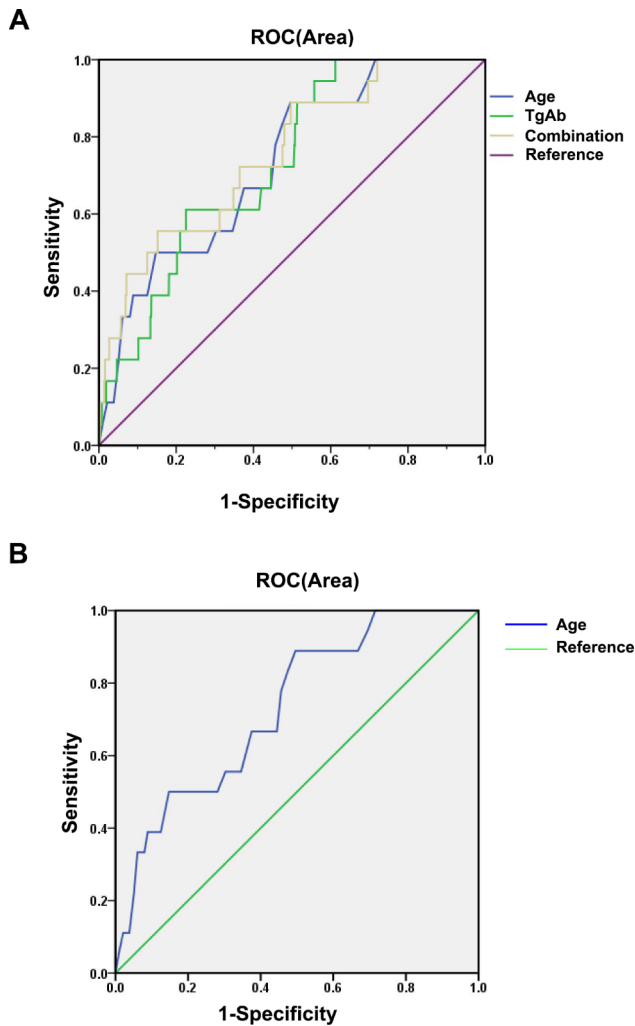 A
ROC(Area)
1.0
0.8
0.6
0.4
0.2
0.0
Sensitivity
0.0 0.2 0.4 0.6 0.8 1.0
1-Specificity
Age
TgAb
Combination
Reference
B
ROC(Area)
1.0
0.8
0.6
0.4
0.2
0.0
Sensitivity
0.0 0.2 0.4 0.6 0.8 1.0
1-Specificity
Age
Reference